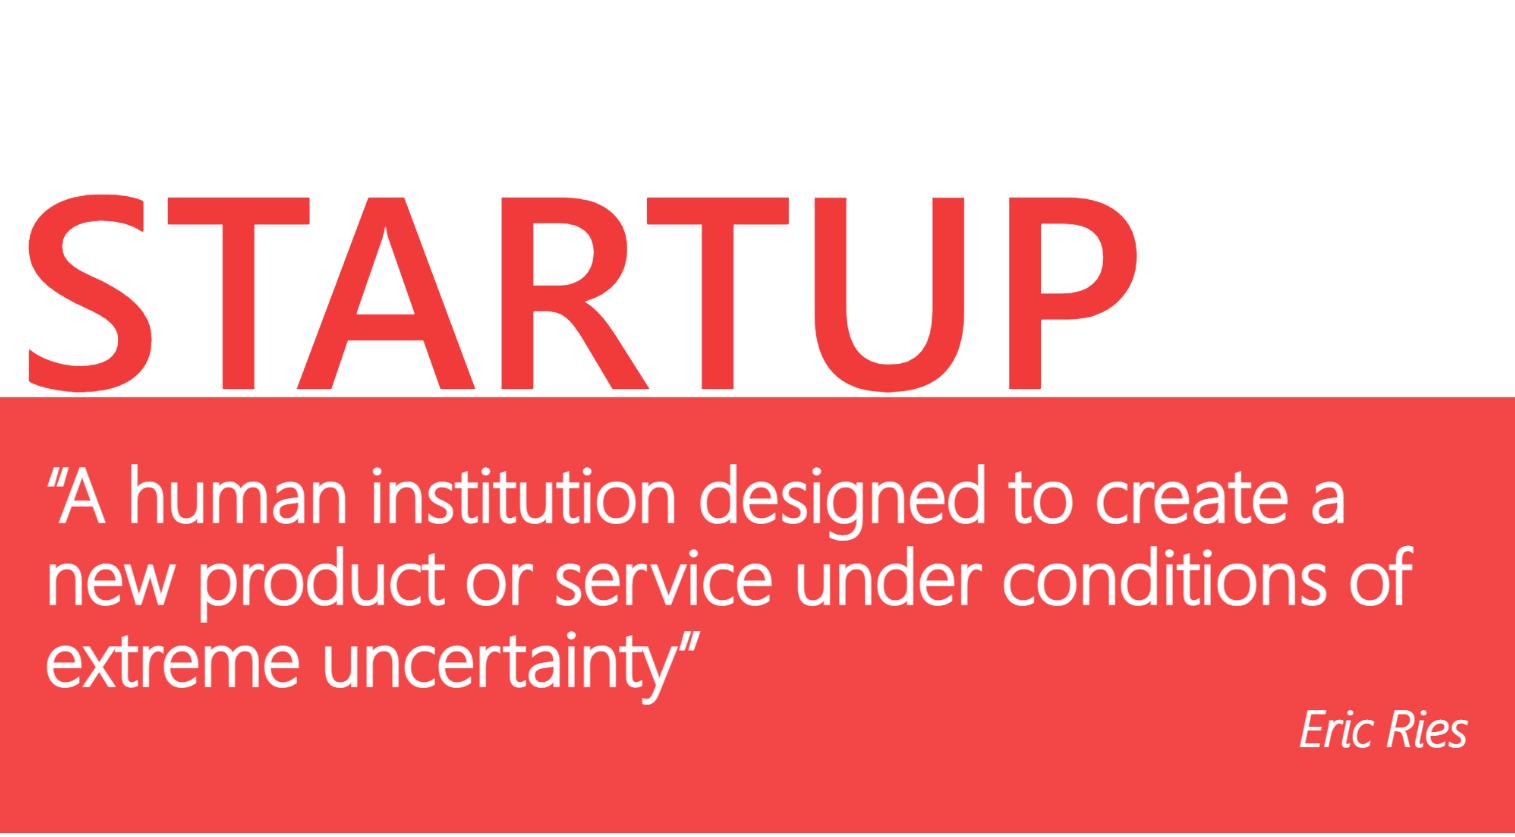 STARTUP
“A human institution designed to create a
new product or service under conditions of
extreme uncertainty”
Eric Ries